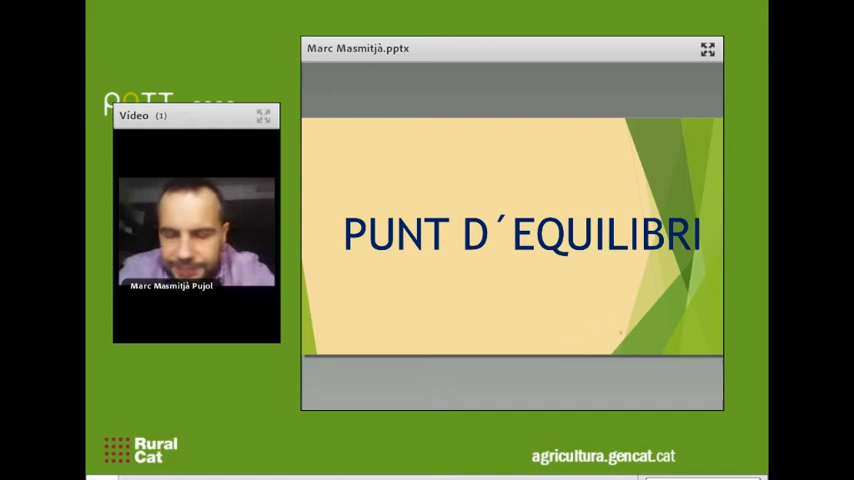 Marc Masmitjà.pptx
Vídeo (1)
PUNT D´EQUILIBRI
Marc Masmitjà Pujol
Rural
Cat
agricultura.gencat.cat